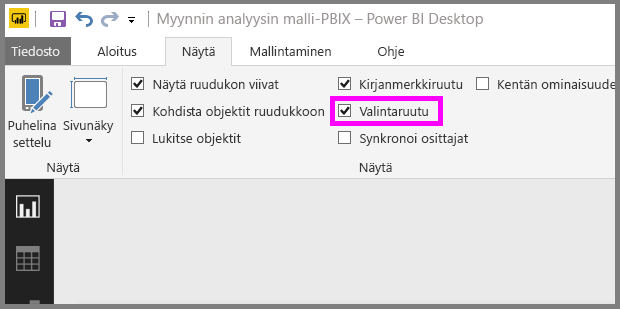 Myynnin analyysin malli-PBIX – Power BI Desktop
Tiedosto Aloitus Näytä Mallintaminen Ohje
Näytä ruudukon viivat Kirjanmerkkiruutu Kentän ominaisuude
Puhelina Sivunäky Kohdista objektit ruudukkoon Valintaruutu
settelu Lukitse objektit Synkronoi osittajat
Näytä Näytä